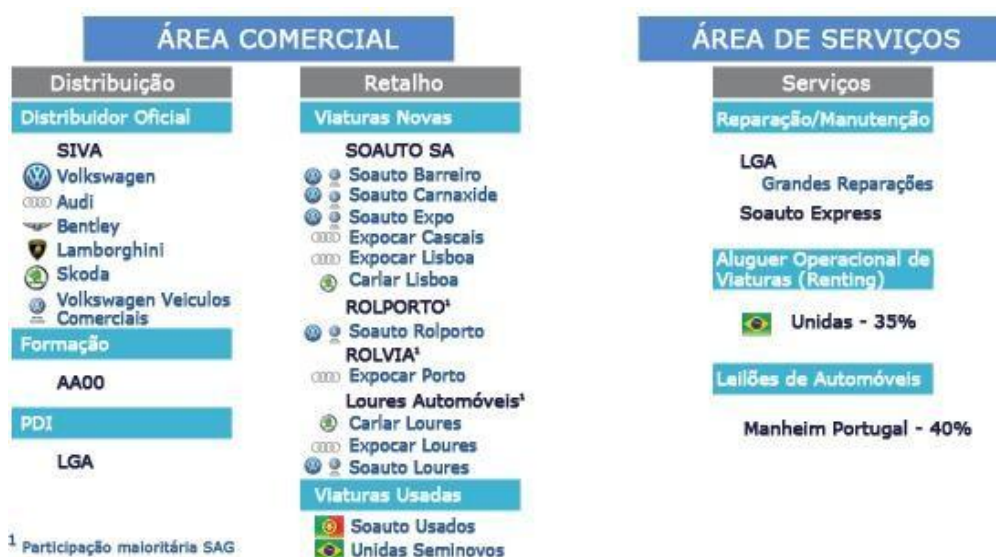 ÁREA COMERCIAL
Distribuição
Distribuidor Oficial
SIVA
Volkswagen
Audi
Bentley
Lamborghini
Skoda
Volkswagen Veiculos
Comerciais
Formação
AA00
PDI
LGA
¹ Participação maioritária SAG
Retalho
Viaturas Novas
SOAUTO SA
Soauto Barreiro
Soauto Carnaxide
Soauto Expo
Expocar Cascais
Expocar Lisboa
Carlar Lisboa
ROLPORTO¹
Soauto Rolporto
ROLVIA¹
Expocar Porto
Loures Automóveis¹
Carlar Loures
Expocar Loures
Soauto Loures
Viaturas Usadas
Soauto Usados
Unidas Seminovos
ÁREA DE SERVIÇOS
Serviços
Reparação/Manutenção
LGA
Grandes Reparações
Soauto Express
Aluguer Operacional de
Viaturas (Renting)
Unidas - 35%
Leilões de Automóveis
Manheim Portugal - 40%